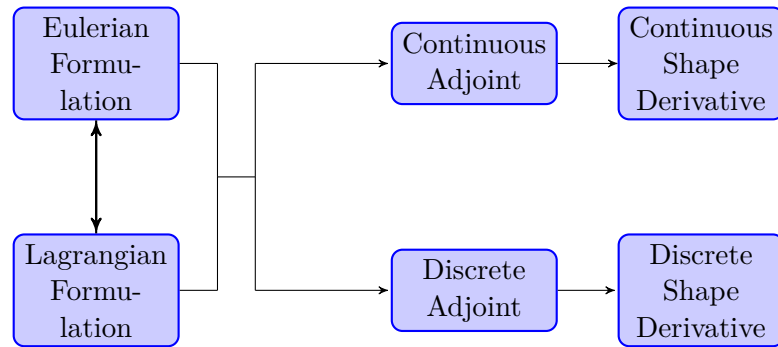 Eulerian
Formu-
lation
Continuous
Adjoint
Continuous
Shape
Derivative
Lagrangian
Formu-
lation
Discrete
Adjoint
Discrete
Shape
Derivative